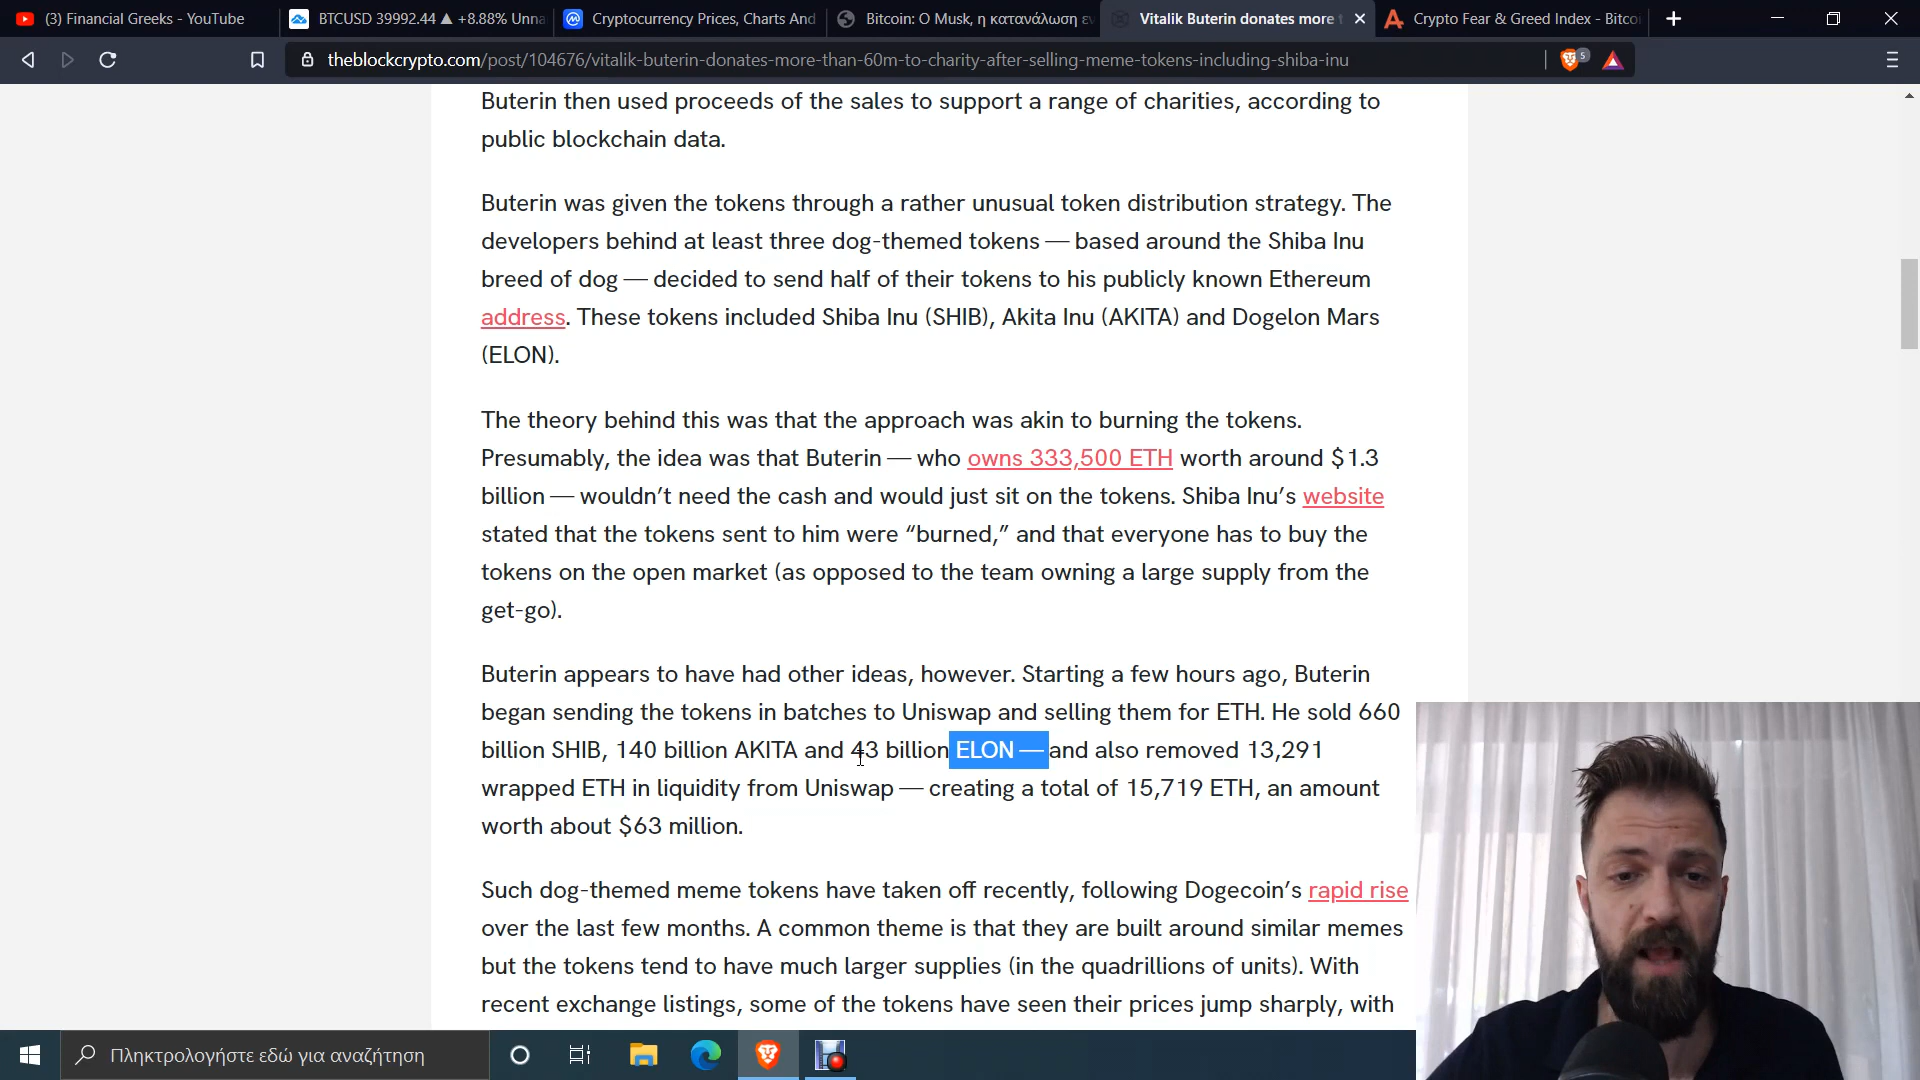 (3) Financial Greeks - YouTube
BTCUSD 39992.44 ▲ +8.88% Unna
Cryptocurrency Prices, Charts And
Bitcoin: Ο Musk, η κατανάλωση εν
Vitalik Buterin donates more t
Crypto Fear & Greed Index - Bitcoi
theblockcrypto.com/post/104676/vitalik-buterin-donates-more-than-60m-to-charity-after-selling-meme-tokens-including-shiba-inu
5
Buterin then used proceeds of the sales to support a range of charities, according to
public blockchain data.
Buterin was given the tokens through a rather unusual token distribution strategy. The
developers behind at least three dog-themed tokens — based around the Shiba Inu
breed of dog — decided to send half of their tokens to his publicly known Ethereum
address. These tokens included Shiba Inu (SHIB), Akita Inu (AKITA) and Dogelon Mars
(ELON).
The theory behind this was that the approach was akin to burning the tokens.
Presumably, the idea was that Buterin — who owns 333,500 ETH worth around $1.3
billion — wouldn’t need the cash and would just sit on the tokens. Shiba Inu’s website
stated that the tokens sent to him were “burned,” and that everyone has to buy the
tokens on the open market (as opposed to the team owning a large supply from the
get-go).
Buterin appears to have had other ideas, however. Starting a few hours ago, Buterin
began sending the tokens in batches to Uniswap and selling them for ETH. He sold 660
billion SHIB, 140 billion AKITA and 43 billion ELON — and also removed 13,291
wrapped ETH in liquidity from Uniswap — creating a total of 15,719 ETH, an amount
worth about $63 million.
Such dog-themed meme tokens have taken off recently, following Dogecoin’s rapid rise
over the last few months. A common theme is that they are built around similar memes
but the tokens tend to have much larger supplies (in the quadrillions of units). With
recent exchange listings, some of the tokens have seen their prices jump sharply, with
Πληκτρολογήστε εδώ για αναζήτηση